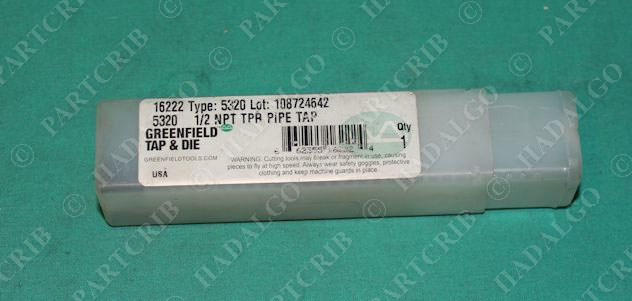 16222 Type: 5320 Lot: 108724642
5320 1/2 NPT TPR PIPE TAP
GREENFIELD
TAP & DIE
Qty
1
GREENFIELDTOOLS.COM
WARNING: Cutting tools may break or fragment in use, causing
pieces to fly at high speed. Always wear safety goggles, protective
clothing and keep machine guards in place.
USA
© PARTCRIB
© HADALGO